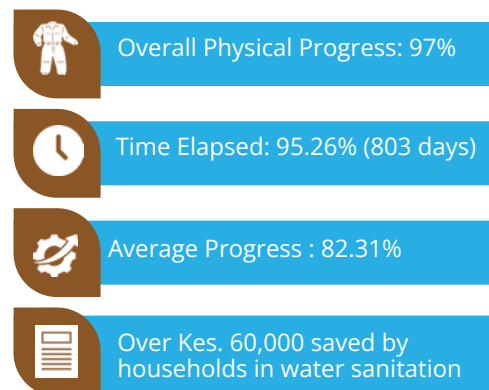 Overall Physical Progress: 97%
Time Elapsed: 95.26% (803 days)
Average Progress : 82.31%
Over Kes. 60,000 saved by
households in water sanitation